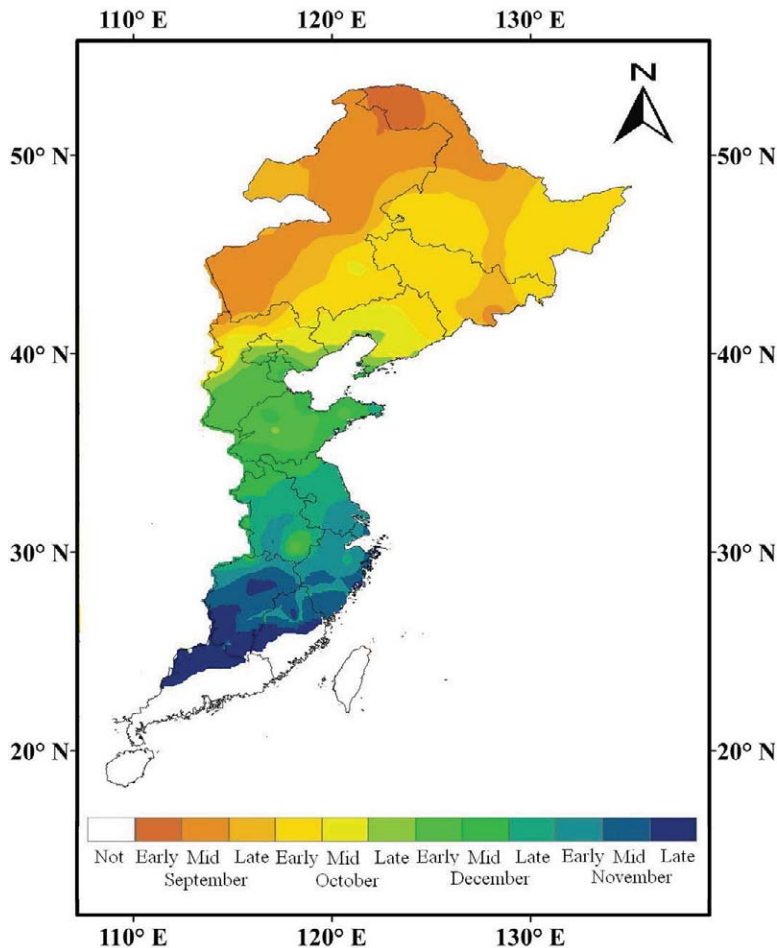 110° E 120° E 130° E
N
50° N 50° N
40° N 40° N
30° N 30° N
20° N 20° N
Not Early Mid Late Early Mid Late Early Mid Late Early Mid Late
September October December November
110° E 120° E 130° E